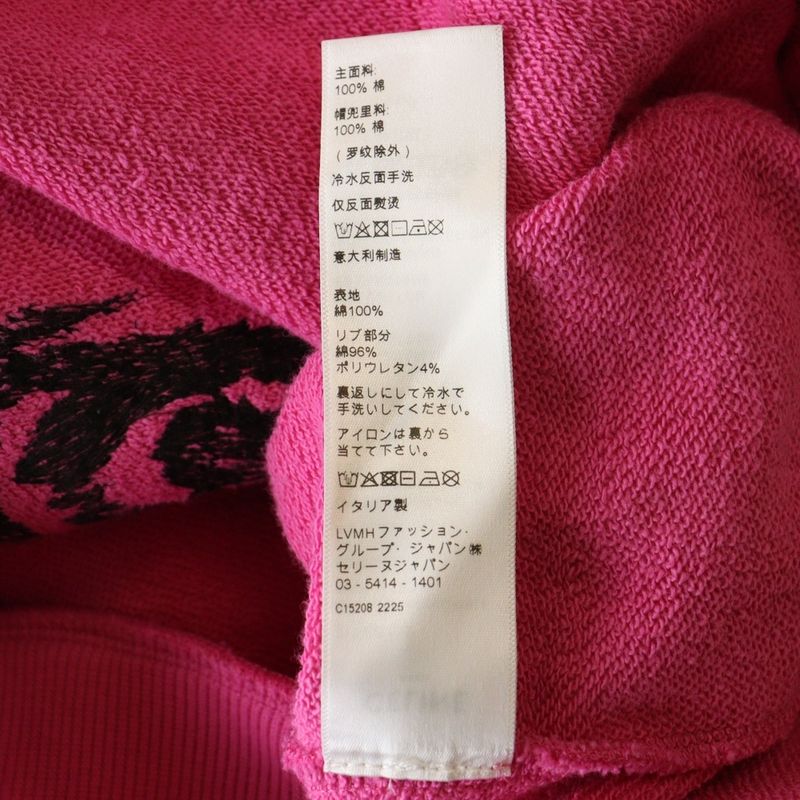 主面料:
100% 棉
帽兜里料:
100% 棉
( 罗纹除外 )
冷水反面手洗
仅反面熨烫
意大利制造
表地
綿100%
リブ部分
綿96%
ポリウレタン4%
裏返しにして冷水で
手洗いしてください。
アイロンは裏から
当てて下さい。
イタリア製
LVMHファッション・
グループ・ジャパン㈱
セリーヌジャパン
03 - 5414 - 1401
C15208 2225